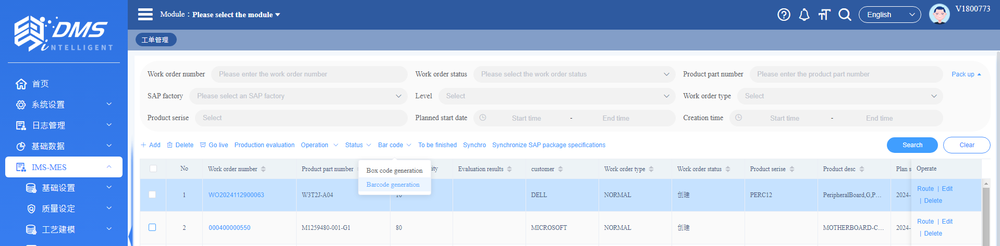 DMS
INTELLIGENT
首页
系统设置
日志管理
基础数据
IMS-MES
基础设置
质量设定
工艺建模
Module : Please select the module
English
V1800773
工单管理
Work order number Please enter the work order number Work order status Please select the work order status Product part number Please enter the product part number Pack up
SAP factory Please select an SAP factory Level Select Work order type Select
Product serise Select Planned start date Start time - End time Creation time Start time - End time
Add Delete Go live Production evaluation Operation Status Bar code To be finished Synchro Synchronize SAP package specifications Search Clear
Box code generation
Barcode generation
No Work order number Product part number Evaluation results customer Work order type Work order status Product serise Product desc Operate
1 WO2024112900063 W3T2J-A04 DELL NORMAL 创建 PERC12 PeripheralBoard,G,P... 2024- Route | Edit
| Delete
2 000400000550 M1259480-001-G1 80 MICROSOFT NORMAL 创建 MOTHERBOARD-C... 2024- Route | Edit
| Delete